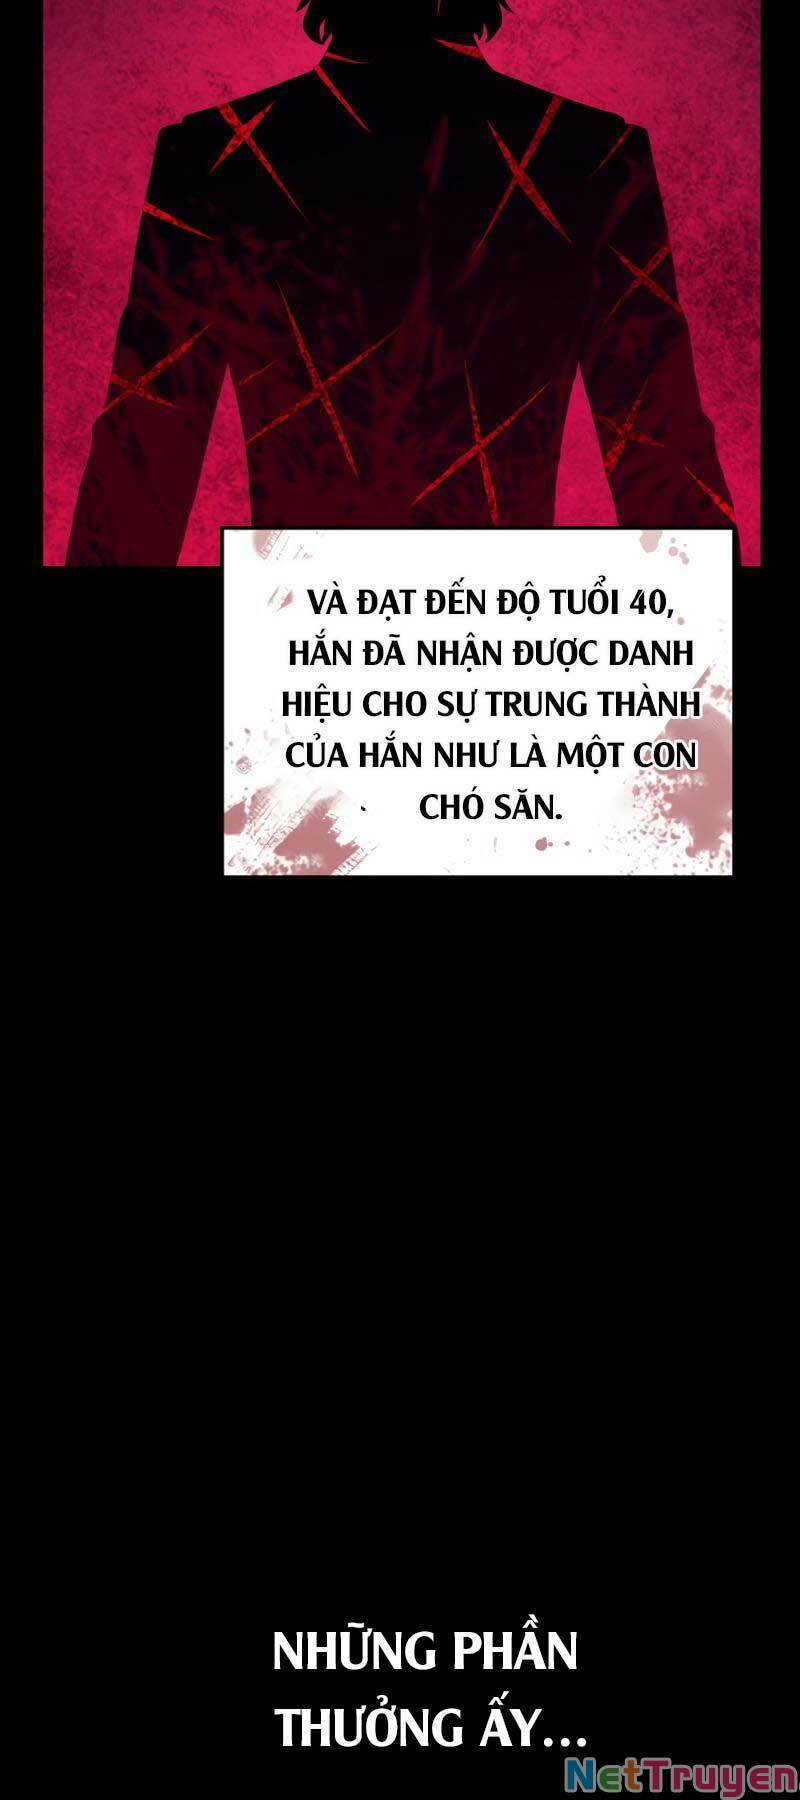 VÀ ĐẠT ĐẾN ĐỘ TUỔI 40,
HẮN ĐÃ NHẬN ĐƯỢC DANH
HIỆU CHO SỰ TRUNG THÀNH
CỦA HẮN NHƯ LÀ MỘT CON
CHÓ SĂN.
NHỮNG PHẦN
THƯỞNG ẤY...
NetTruyen